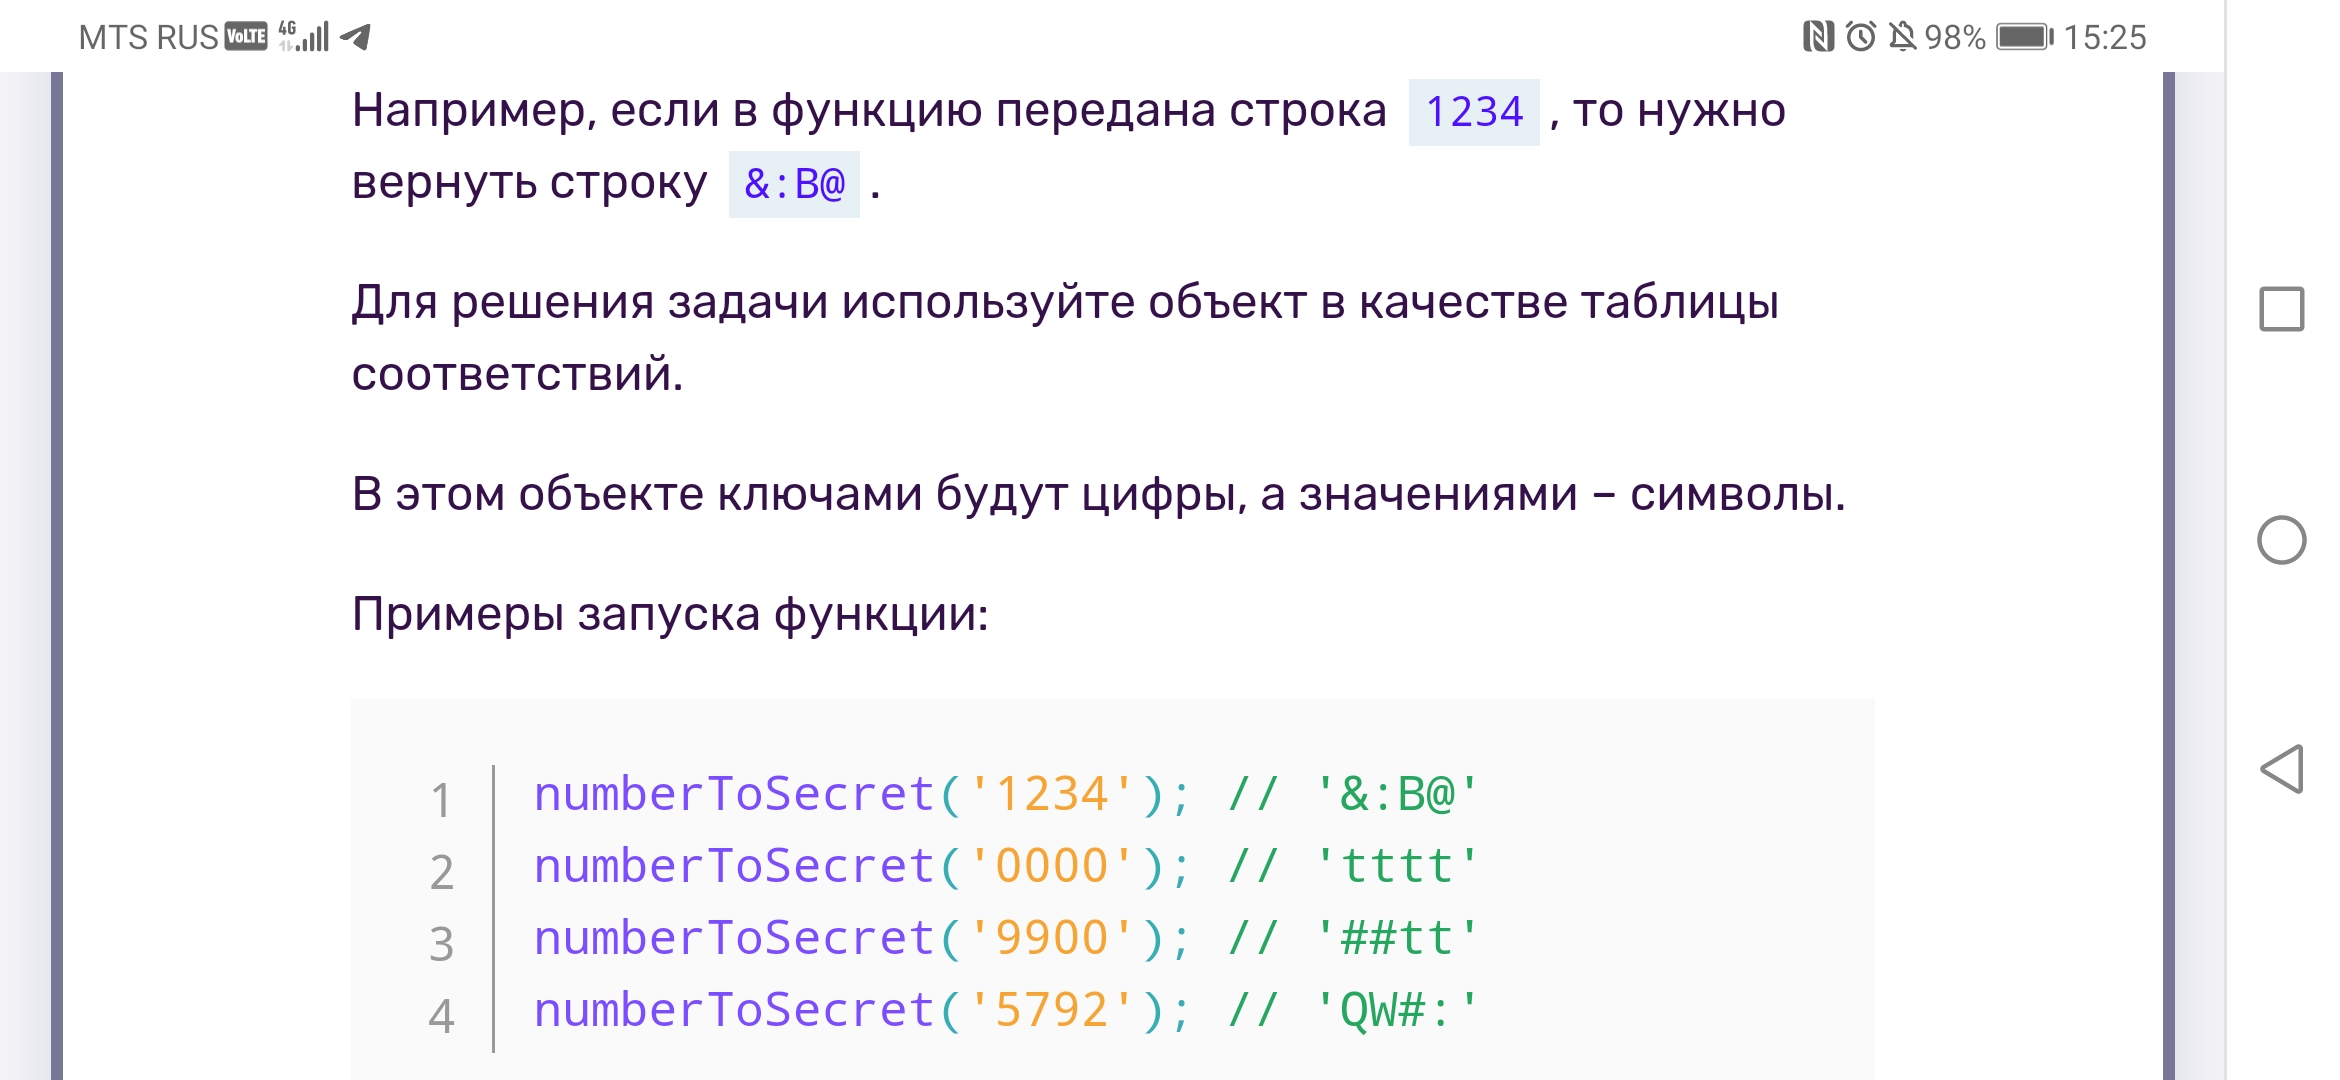 MTS RUS VoLTE 4G 98% 15:25
Например, если в функцию передана строка 1234 , то нужно
вернуть строку &:B@ .
Для решения задачи используйте объект в качестве таблицы
соответствий.
В этом объекте ключами будут цифры, а значениями – символы.
Примеры запуска функции:
1 numberToSecret('1234'); // '&:B@'
2 numberToSecret('0000'); // 'tttt'
3 numberToSecret('9900'); // '##tt'
4 numberToSecret('5792'); // 'QW#:'